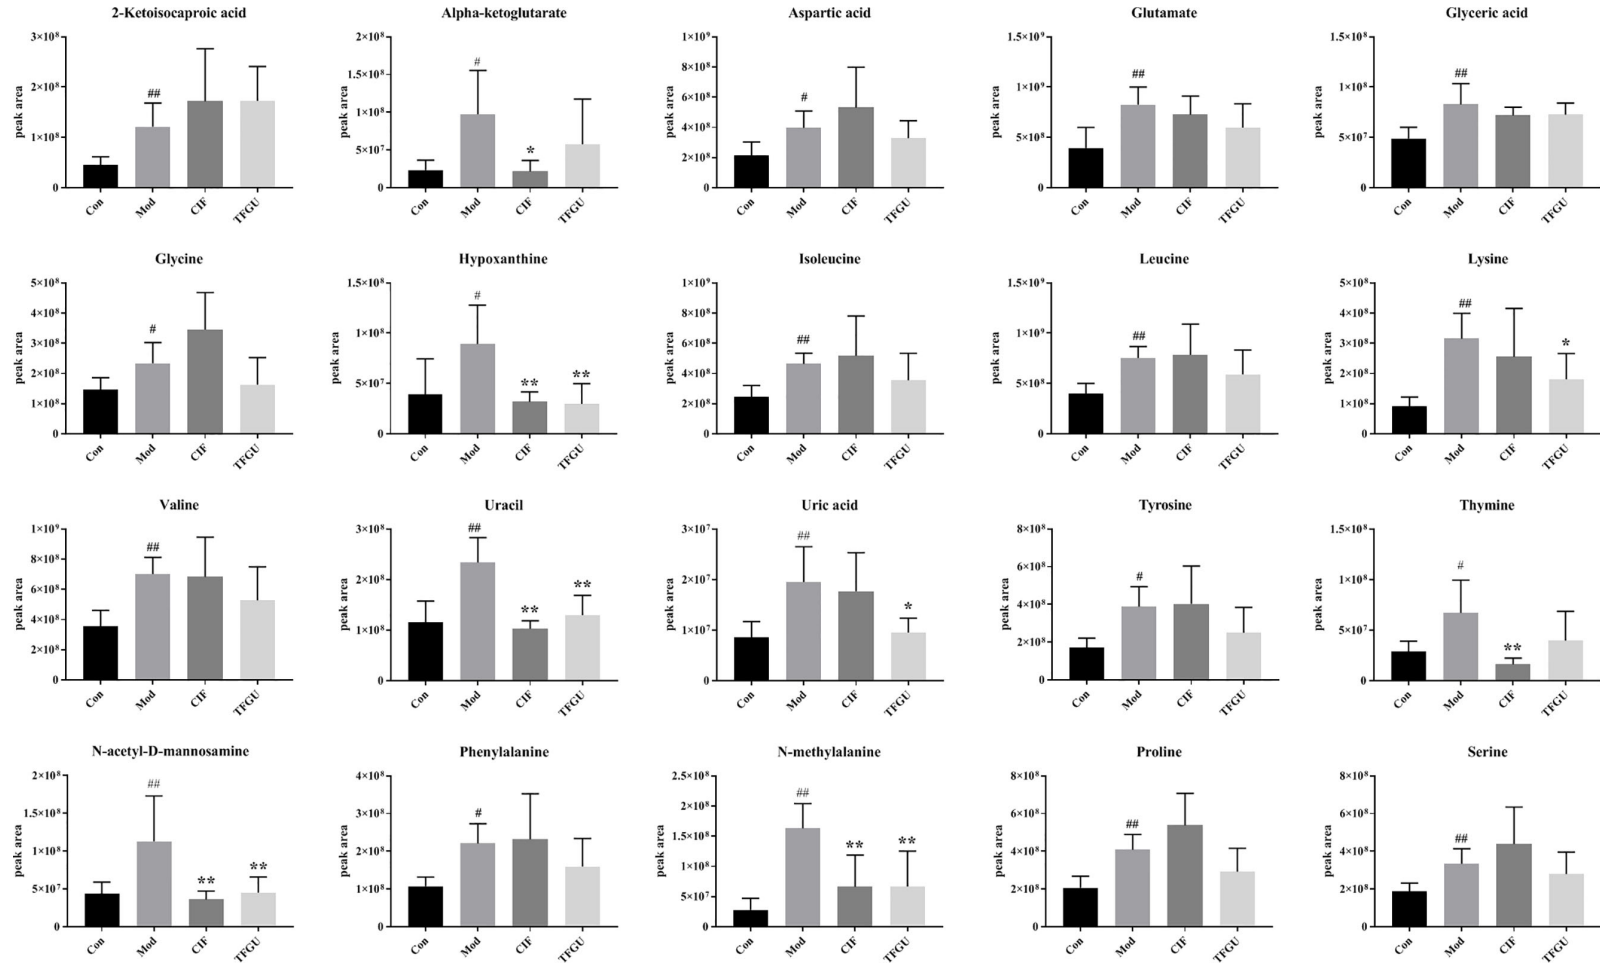 2-Ketoisocaproic acid
3×10⁸
2×10⁸
1×10⁸
0
peak area
##
Con Mod CIF TFGU
Alpha-ketoglutarate
2×10⁸
1.5×10⁸
1×10⁸
5×10⁷
0
peak area
#
*
Con Mod CIF TFGU
Aspartic acid
1×10⁹
8×10⁸
6×10⁸
4×10⁸
2×10⁸
0
peak area
#
Con Mod CIF TFGU
Glutamate
1.5×10⁹
1×10⁹
5×10⁸
0
peak area
##
Con Mod CIF TFGU
Glyceric acid
1.5×10⁸
1×10⁸
5×10⁷
0
peak area
##
Con Mod CIF TFGU
Glycine
5×10⁸
4×10⁸
3×10⁸
2×10⁸
1×10⁸
0
peak area
#
Con Mod CIF TFGU
Hypoxanthine
1.5×10⁸
1×10⁸
5×10⁷
0
peak area
#
**
**
Con Mod CIF TFGU
Isoleucine
1×10⁹
8×10⁸
6×10⁸
4×10⁸
2×10⁸
0
peak area
##
Con Mod CIF TFGU
Leucine
1.5×10⁹
1×10⁹
5×10⁸
0
peak area
##
Con Mod CIF TFGU
Lysine
5×10⁸
4×10⁸
3×10⁸
2×10⁸
1×10⁸
0
peak area
##
*
Con Mod CIF TFGU
Valine
1×10⁹
8×10⁸
6×10⁸
4×10⁸
2×10⁸
0
peak area
##
Con Mod CIF TFGU
Uracil
3×10⁸
2×10⁸
1×10⁸
0
peak area
##
**
**
Con Mod CIF TFGU
Uric acid
3×10⁷
2×10⁷
1×10⁷
0
peak area
##
*
Con Mod CIF TFGU
Tyrosine
8×10⁸
6×10⁸
4×10⁸
2×10⁸
0
peak area
#
Con Mod CIF TFGU
Thymine
1.5×10⁸
1×10⁸
5×10⁷
0
peak area
#
**
Con Mod CIF TFGU
N-acetyl-D-mannosamine
2×10⁸
1.5×10⁸
1×10⁸
5×10⁷
0
peak area
##
**
**
Con Mod CIF TFGU
Phenylalanine
4×10⁸
3×10⁸
2×10⁸
1×10⁸
0
peak area
#
Con Mod CIF TFGU
N-methylalanine
2.5×10⁸
2×10⁸
1.5×10⁸
1×10⁸
5×10⁷
0
peak area
##
**
**
Con Mod CIF TFGU
Proline
8×10⁸
6×10⁸
4×10⁸
2×10⁸
0
peak area
##
Con Mod CIF TFGU
Serine
8×10⁸
6×10⁸
4×10⁸
2×10⁸
0
peak area
##
Con Mod CIF TFGU